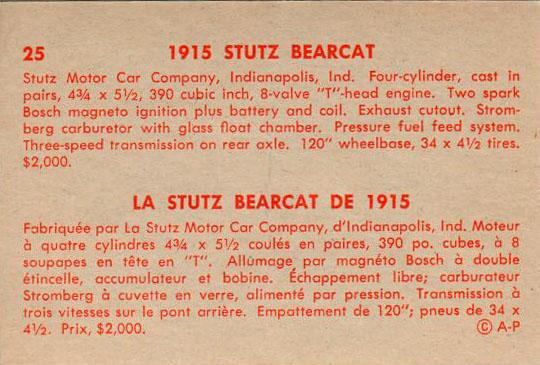 25 1915 STUTZ BEARCAT
Stutz Motor Car Company, Indianapolis, Ind. Four-cylinder, cast in
pairs, 4¾ x 5½, 390 cubic inch, 8-valve "T"-head engine. Two spark
Bosch magneto ignition plus battery and coil. Exhaust cutout. Strom-
berg carburetor with glass float chamber. Pressure fuel feed system.
Three-speed transmission on rear axle. 120" wheelbase, 34 x 4½ tires.
$2,000.
LA STUTZ BEARCAT DE 1915
Fabriquée par La Stutz Motor Car Company, d'Indianapolis, Ind. Moteur
à quatre cylindres 4¾ x 5½ coulés en paires, 390 po. cubes, à 8
soupapes en tête en "T". Allumage par magnéto Bosch à double
étincelle, accumulateur et bobine. Échappement libre; carburateur
Stromberg à cuvette en verre, alimenté par pression. Transmission à
trois vitesses sur le pont arrière. Empattement de 120"; pneus de 34 x
4½. Prix, $2,000. © A-P